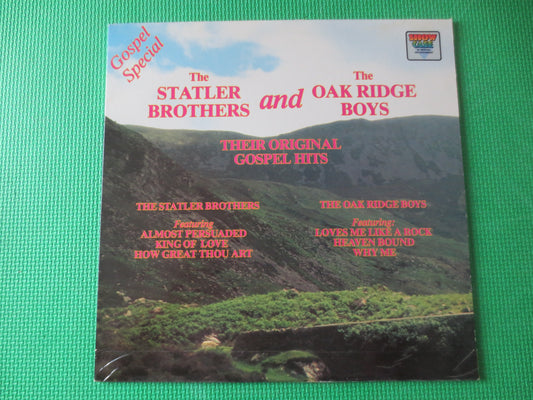 Gospel
Special
SHOW
CASE
The
STATLER
BROTHERS
and
The
OAK RIDGE
BOYS
THEIR ORIGINAL
GOSPEL HITS
THE STATLER BROTHERS
Featuring
ALMOST PERSUADED
KING OF LOVE
HOW GREAT THOU ART
THE OAK RIDGE BOYS
Featuring:
LOVES ME LIKE A ROCK
HEAVEN BOUND
WHY ME